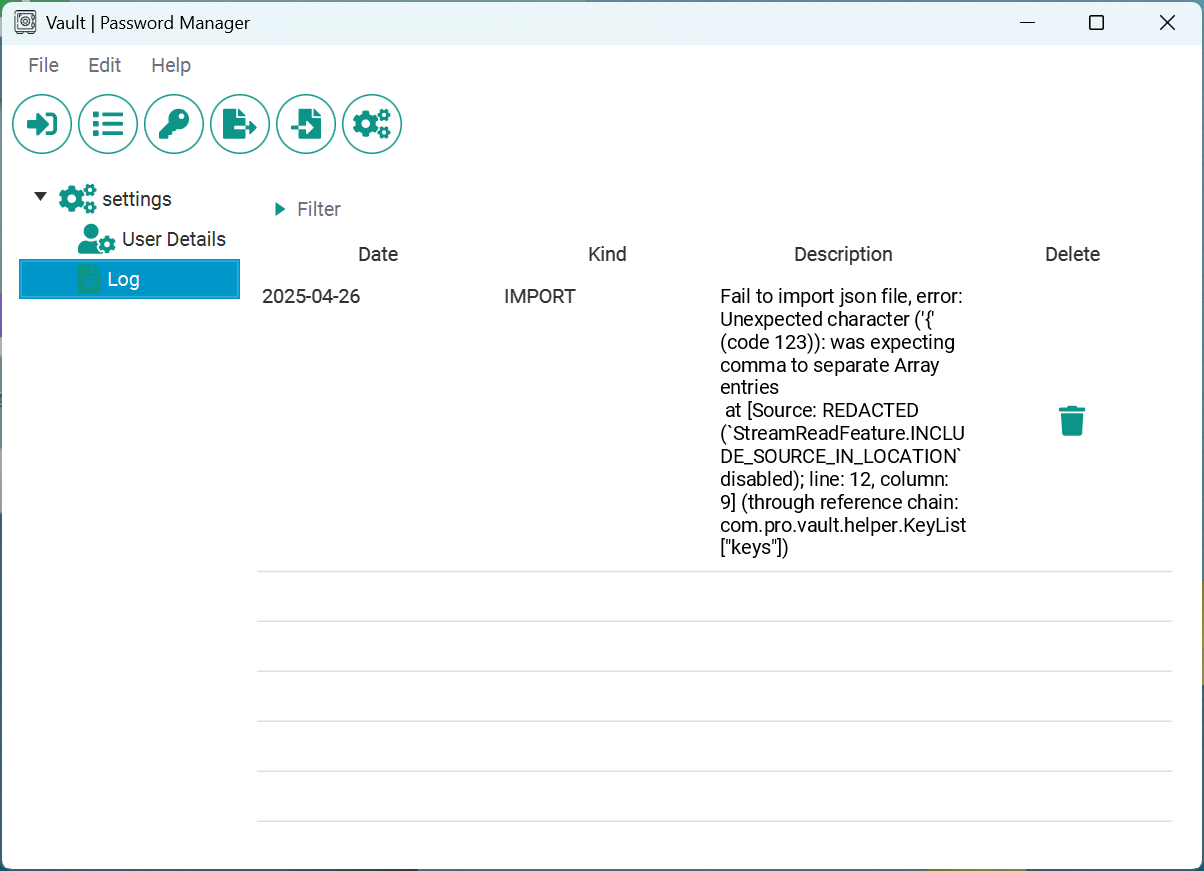 Vault | Password Manager
File Edit Help
settings
User Details
Log
Filter
Date Kind Description Delete
2025-04-26 IMPORT Fail to import json file, error:
Unexpected character ('{'
(code 123)): was expecting
comma to separate Array
entries
at [Source: REDACTED
(`StreamReadFeature.INCLU
DE_SOURCE_IN_LOCATION`
disabled); line: 12, column:
9] (through reference chain:
com.pro.vault.helper.KeyList
["keys"])